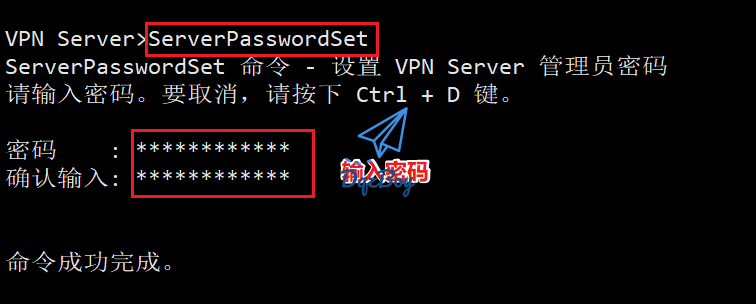 VPN Server>ServerPasswordSet
ServerPasswordSet 命令 - 设置 VPN Server 管理员密码
请输入密码。要取消，请按下 Ctrl + D 键。
密码    : ************
确认输入: ************
输入密码
命令成功完成。